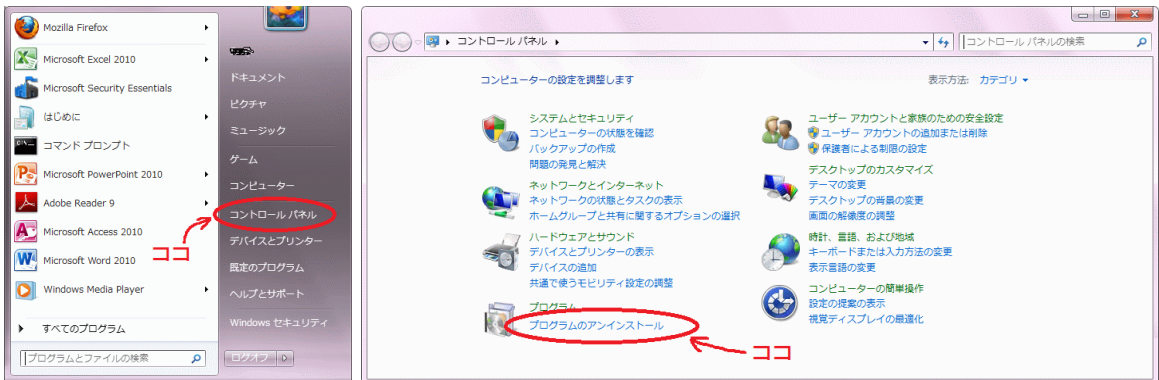 Mozilla Firefox
Microsoft Excel 2010
Microsoft Security Essentials
はじめに
コマンド プロンプト
Microsoft PowerPoint 2010
Adobe Reader 9
Microsoft Access 2010
Microsoft Word 2010
Windows Media Player
すべてのプログラム
プログラムとファイルの検索
ドキュメント
ピクチャ
ミュージック
ゲーム
コンピューター
コントロール パネル
ココ
デバイスとプリンター
既定のプログラム
ヘルプとサポート
Windows セキュリティ
ログオフ
コントロール パネル
コントロール パネルの検索
コンピューターの設定を調整します
表示方法: カテゴリ
システムとセキュリティ
コンピューターの状態を確認
バックアップの作成
問題の発見と解決
ネットワークとインターネット
ネットワークの状態とタスクの表示
ホームグループと共有に関するオプションの選択
ハードウェアとサウンド
デバイスとプリンターの表示
デバイスの追加
共通で使うモビリティ設定の調整
プログラム
プログラムのアンインストール
ココ
ユーザー アカウントと家族のための安全設定
ユーザー アカウントの追加または削除
保護者による制限の設定
デスクトップのカスタマイズ
テーマの変更
デスクトップの背景の変更
画面の解像度の調整
時計、言語、および地域
キーボードまたは入力方法の変更
表示言語の変更
コンピューターの簡単操作
設定の提案の表示
視覚ディスプレイの最適化